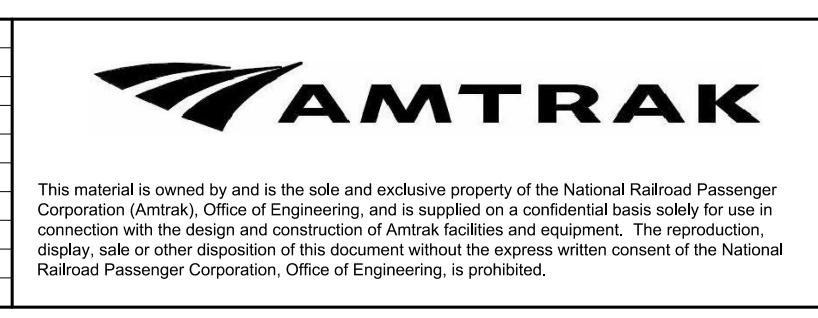 AMTRAK
This material is owned by and is the sole and exclusive property of the National Railroad Passenger
Corporation (Amtrak), Office of Engineering, and is supplied on a confidential basis solely for use in
connection with the design and construction of Amtrak facilities and equipment.  The reproduction,
display, sale or other disposition of this document without the express written consent of the National
Railroad Passenger Corporation, Office of Engineering, is prohibited.